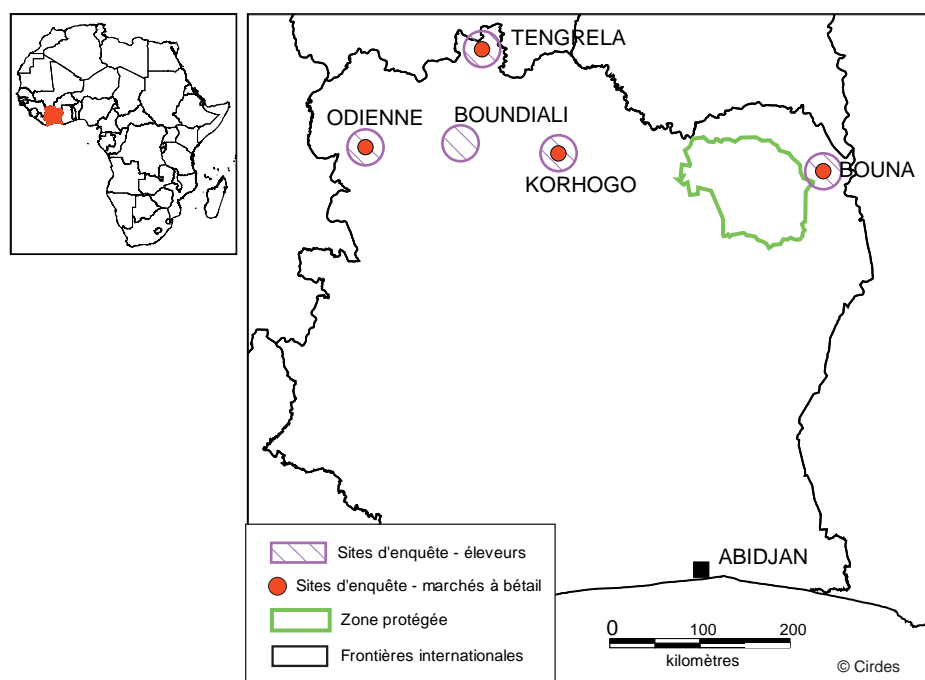 TENGRELA
ODIENNE
BOUNDIALI
KORHOGO
BOUNA
ABIDJAN
Sites d'enquête - éleveurs
Sites d'enquête - marchés à bétail
Zone protégée
Frontières internationales
0 100 200
kilomètres
© Cirdes